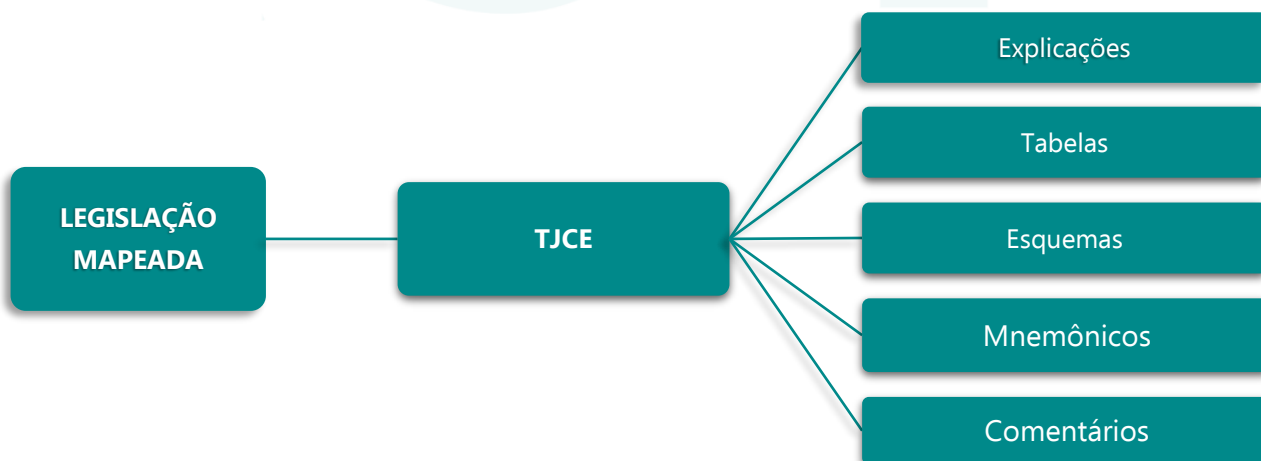 LEGISLAÇÃO
MAPEADA
TJCE
Explicações
Tabelas
Esquemas
Mnemônicos
Comentários